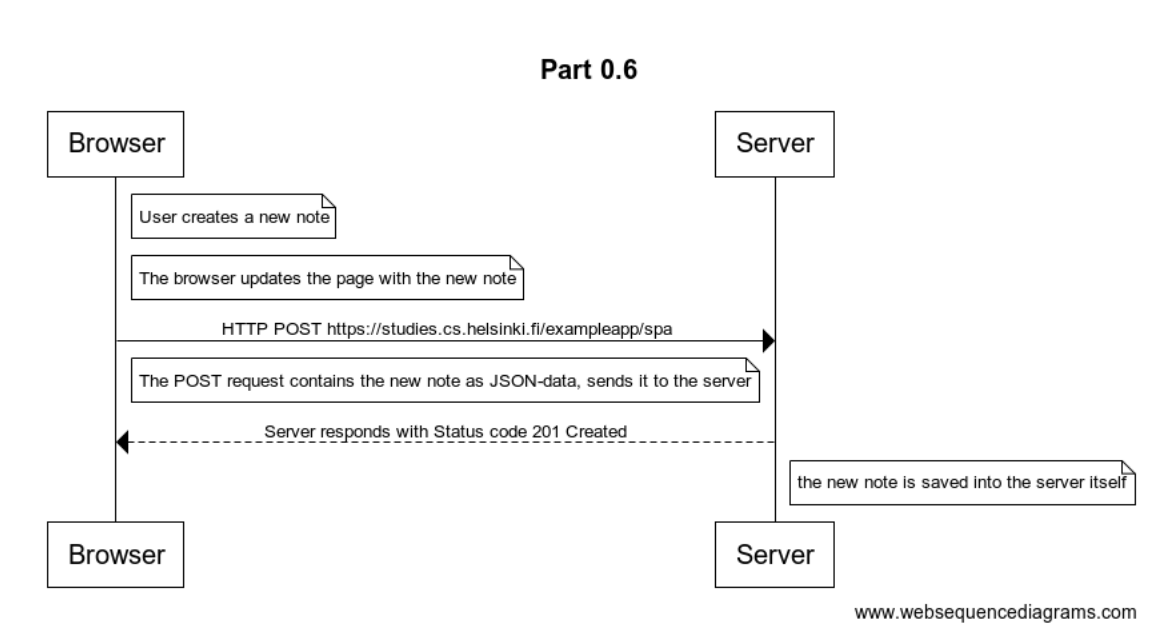 Part 0.6
Browser
Server
User creates a new note
The browser updates the page with the new note
HTTP POST https://studies.cs.helsinki.fi/exampleapp/spa
The POST request contains the new note as JSON-data, sends it to the server
Server responds with Status code 201 Created
the new note is saved into the server itself
Browser
Server
www.websequencediagrams.com